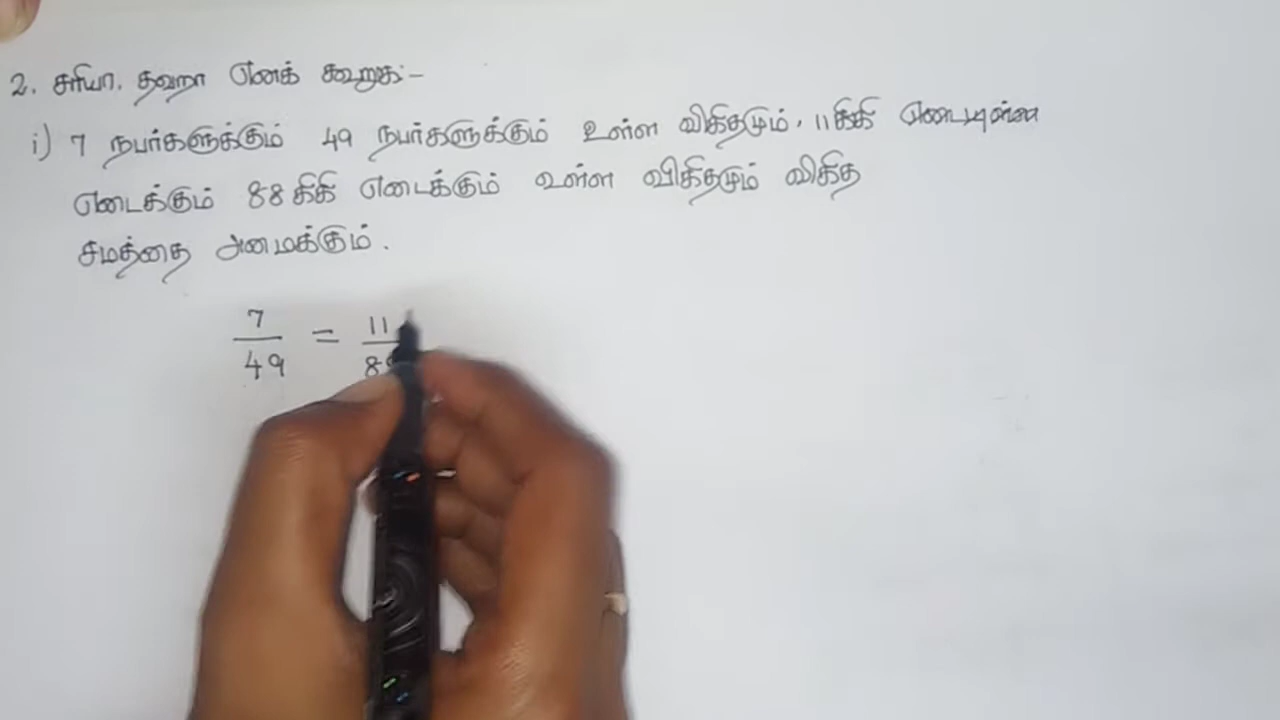 2. சரியா, தவறா எனக் கூறுக:-
i) 7 நபர்களுக்கும் 49 நபர்களுக்கும் உள்ள விகிதமும், 11 கிகி எடையுள்ள
எடைக்கும் 88 கிகி எடைக்கும் உள்ள விகிதமும் விகித
சமத்தை அமைக்கும்.
7/49 = 11/